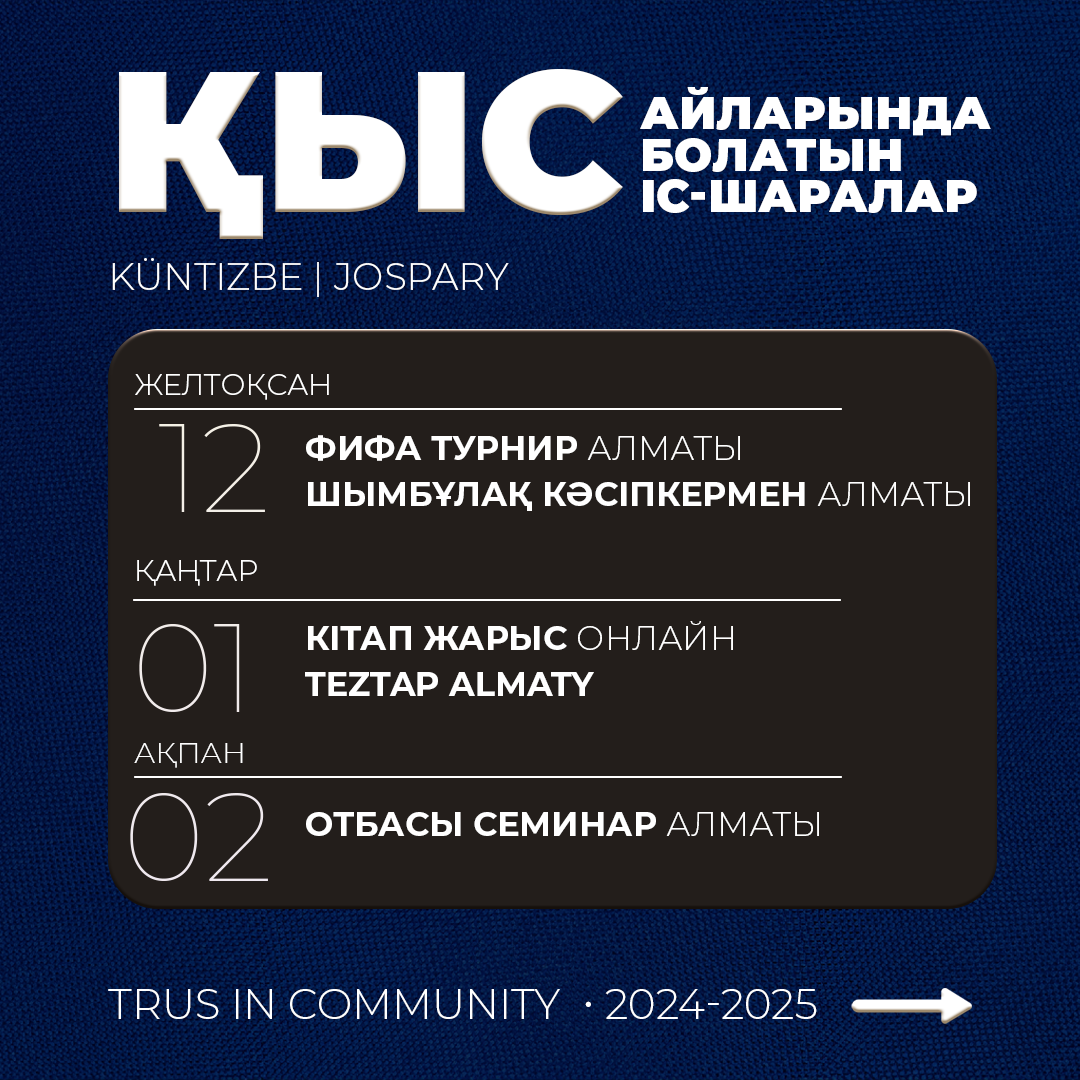 ҚЫС
АЙЛАРЫНДА
БОЛАТЫН
ІС-ШАРАЛАР
KÜNTIZBE | JOSPARY
ЖЕЛТОҚСАН
12
ФИФА ТУРНИР АЛМАТЫ
ШЫМБҰЛАҚ КӘСІПКЕРМЕН АЛМАТЫ
ҚАҢТАР
01
КІТАП ЖАРЫС ОНЛАЙН
TEZTAP ALMATY
АҚПАН
02
ОТБАСЫ СЕМИНАР АЛМАТЫ
TRUS IN COMMUNITY · 2024-2025